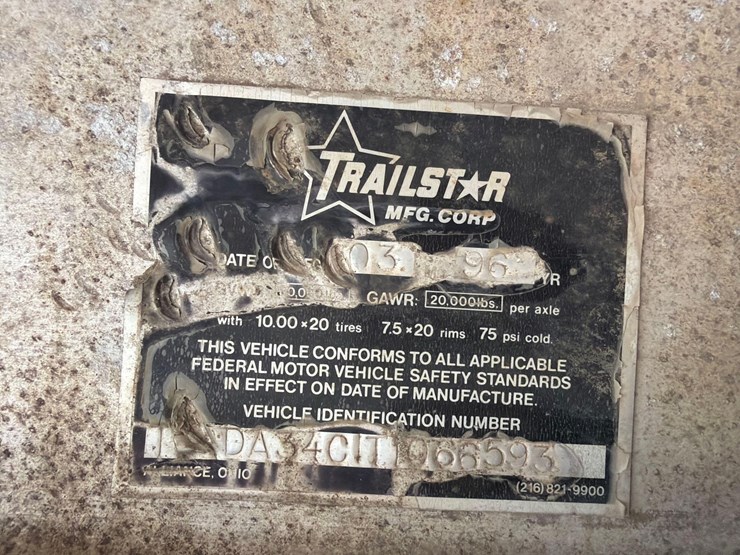 TRAILSTAR
MFG. CORP
DATE OF 03 96 YR
GAWR: 20,000lbs. per axle
with 10.00 × 20 tires 7.5 × 20 rims 75 psi cold.
THIS VEHICLE CONFORMS TO ALL APPLICABLE
FEDERAL MOTOR VEHICLE SAFETY STANDARDS
IN EFFECT ON DATE OF MANUFACTURE.
VEHICLE IDENTIFICATION NUMBER
ALLIANCE, OHIO (216) 821-9900